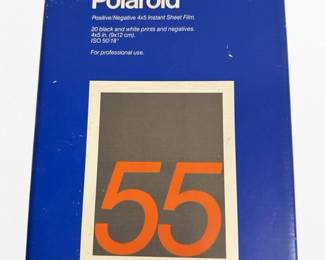 Polaroid
Positive/Negative 4x5 Instant Sheet Film.
20 black and white prints and negatives.
4x5 in. (9x12 cm).
ISO 50/18°
For professional use.
55